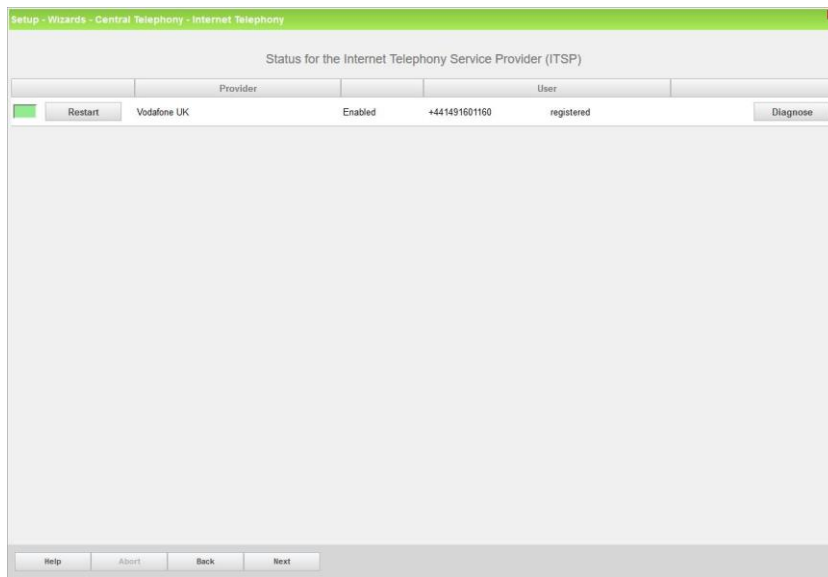 Setup - Wizards - Central Telephony - Internet Telephony
Status for the Internet Telephony Service Provider (ITSP)
Provider User
Restart Vodafone UK Enabled +441491601160 registered Diagnose
Help Abort Back Next